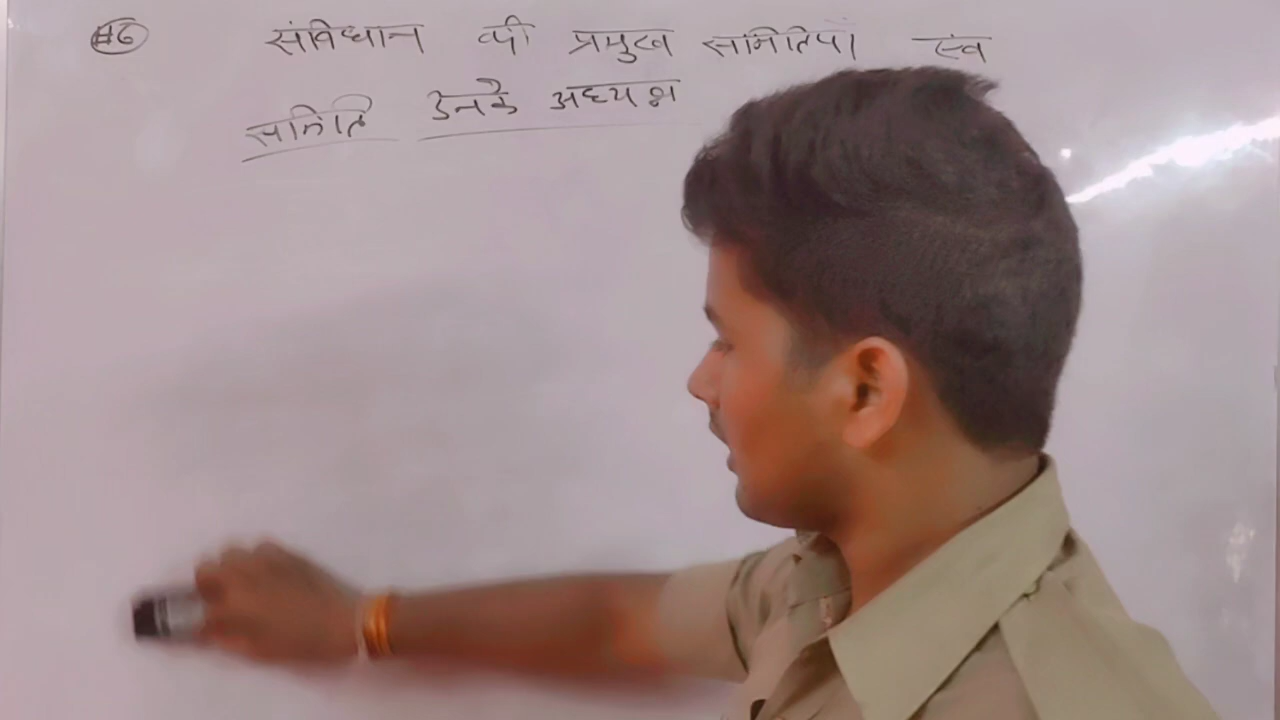 #6 संविधान की प्रमुख समितियां एवं
समिति उनके अध्यक्ष